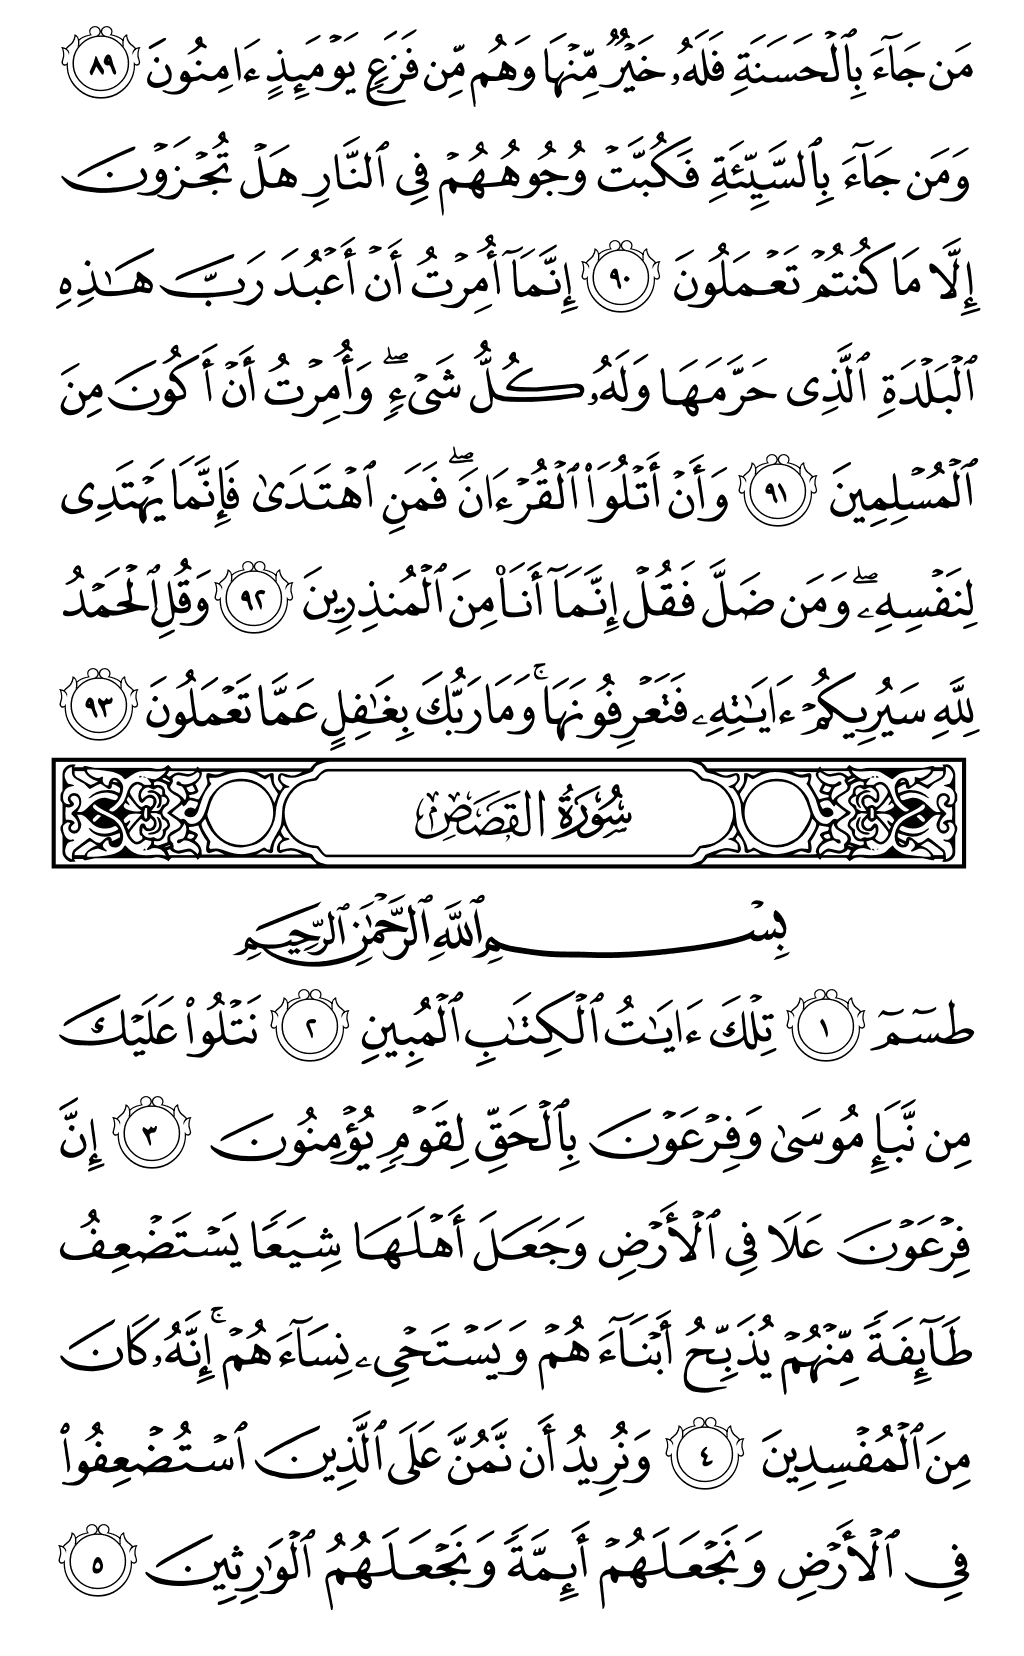 مَن جَآءَ بِٱلْحَسَنَةِ فَلَهُۥ خَيْرٌ مِّنْهَا وَهُم مِّن فَزَعٍ يَوْمَئِذٍ ءَامِنُونَ ٨٩
وَمَن جَآءَ بِٱلسَّيِّئَةِ فَكُبَّتْ وُجُوهُهُمْ فِى ٱلنَّارِ هَلْ تُجْزَوْنَ
إِلَّا مَا كُنتُمْ تَعْمَلُونَ ٩٠ إِنَّمَآ أُمِرْتُ أَنْ أَعْبُدَ رَبَّ هَـٰذِهِ
ٱلْبَلْدَةِ ٱلَّذِى حَرَّمَهَا وَلَهُۥ كُلُّ شَىْءٍ ۖ وَأُمِرْتُ أَنْ أَكُونَ مِنَ
ٱلْمُسْلِمِينَ ٩١ وَأَنْ أَتْلُوَا۟ ٱلْقُرْءَانَ ۖ فَمَنِ ٱهْتَدَىٰ فَإِنَّمَا يَهْتَدِى
لِنَفْسِهِۦ ۖ وَمَن ضَلَّ فَقُلْ إِنَّمَآ أَنَا۠ مِنَ ٱلْمُنذِرِينَ ٩٢ وَقُلِ ٱلْحَمْدُ
لِلَّهِ سَيُرِيكُمْ ءَايَـٰتِهِۦ فَتَعْرِفُونَهَا ۚ وَمَا رَبُّكَ بِغَـٰفِلٍ عَمَّا تَعْمَلُونَ ٩٣
سُورَةُ القَصَصِ
بِسْمِ ٱللَّهِ ٱلرَّحْمَـٰنِ ٱلرَّحِيمِ
طسٓمٓ ١ تِلْكَ ءَايَـٰتُ ٱلْكِتَـٰبِ ٱلْمُبِينِ ٢ نَتْلُوا۟ عَلَيْكَ
مِن نَّبَإِ مُوسَىٰ وَفِرْعَوْنَ بِٱلْحَقِّ لِقَوْمٍ يُؤْمِنُونَ ٣ إِنَّ
فِرْعَوْنَ عَلَا فِى ٱلْأَرْضِ وَجَعَلَ أَهْلَهَا شِيَعًا يَسْتَضْعِفُ
طَآئِفَةً مِّنْهُمْ يُذَبِّحُ أَبْنَآءَهُمْ وَيَسْتَحْىِۦ نِسَآءَهُمْ ۚ إِنَّهُۥ كَانَ
مِنَ ٱلْمُفْسِدِينَ ٤ وَنُرِيدُ أَن نَّمُنَّ عَلَى ٱلَّذِينَ ٱسْتُضْعِفُوا۟
فِى ٱلْأَرْضِ وَنَجْعَلَهُمْ أَئِمَّةً وَنَجْعَلَهُمُ ٱلْوَٰرِثِينَ ٥